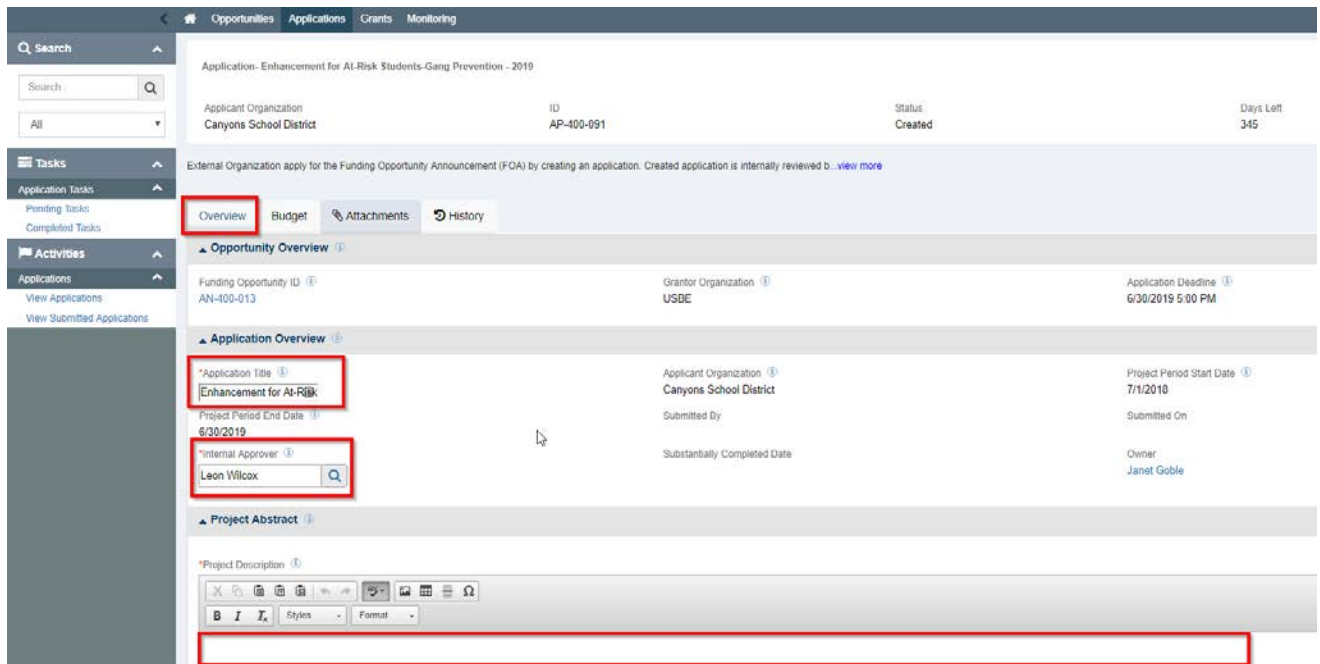 Opportunities Applications Grants Monitoring
Search
Application- Enhancement for At-Risk Students-Gang Prevention - 2019
Search
Applicant Organization ID Status Days Left
Canyons School District AP-400-091 Created 345
All
Tasks
External Organization apply for the Funding Opportunity Announcement (FOA) by creating an application. Created application is internally reviewed b...view more
Application Tasks
Pending Tasks
Completed Tasks
Overview Budget Attachments History
Activities
Opportunity Overview
Applications
View Applications
View Submitted Applications
Funding Opportunity ID Grantor Organization Application Deadline
AN-400-013 USBE 6/30/2019 5:00 PM
Application Overview
*Application Title Applicant Organization Project Period Start Date
Enhancement for At-Risk Canyons School District 7/1/2018
Project Period End Date Submitted By Submitted On
6/30/2019
*Internal Approver Substantially Completed Date Owner
Leon Wilcox Janet Goble
Project Abstract
*Project Description
B I Tx Styles Format